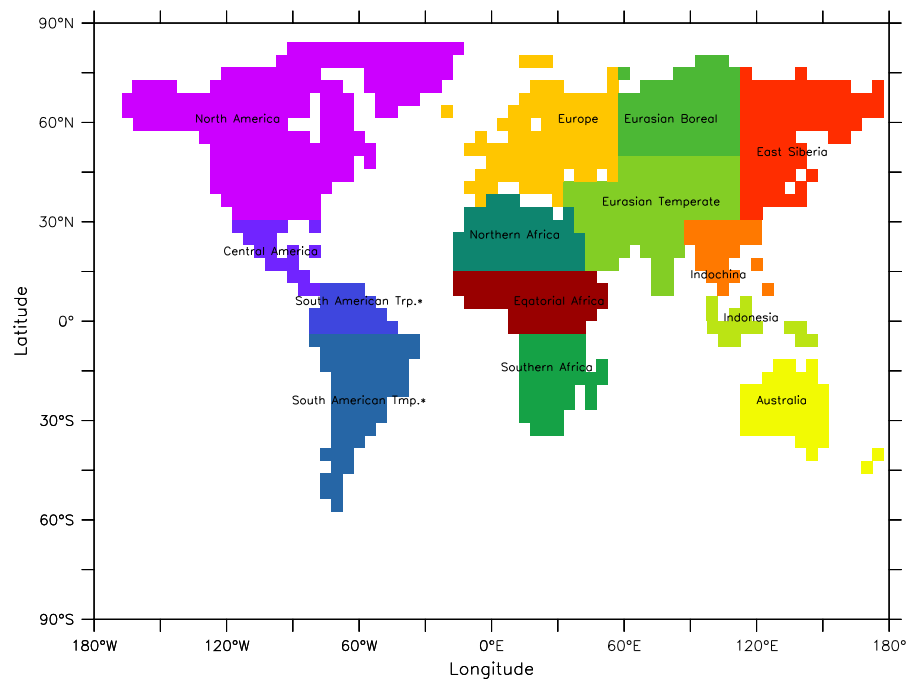 90°N
60°N
30°N
0°
30°S
60°S
90°S
Latitude
North America
Europe
Eurasian Boreal
East Siberia
Eurasian Temperate
Northern Africa
Central America
Indochina
South American Trp.*
Eqatorial Africa
Indonesia
Southern Africa
South American Tmp.*
Australia
180°W
120°W
60°W
0°E
60°E
120°E
180°
Longitude